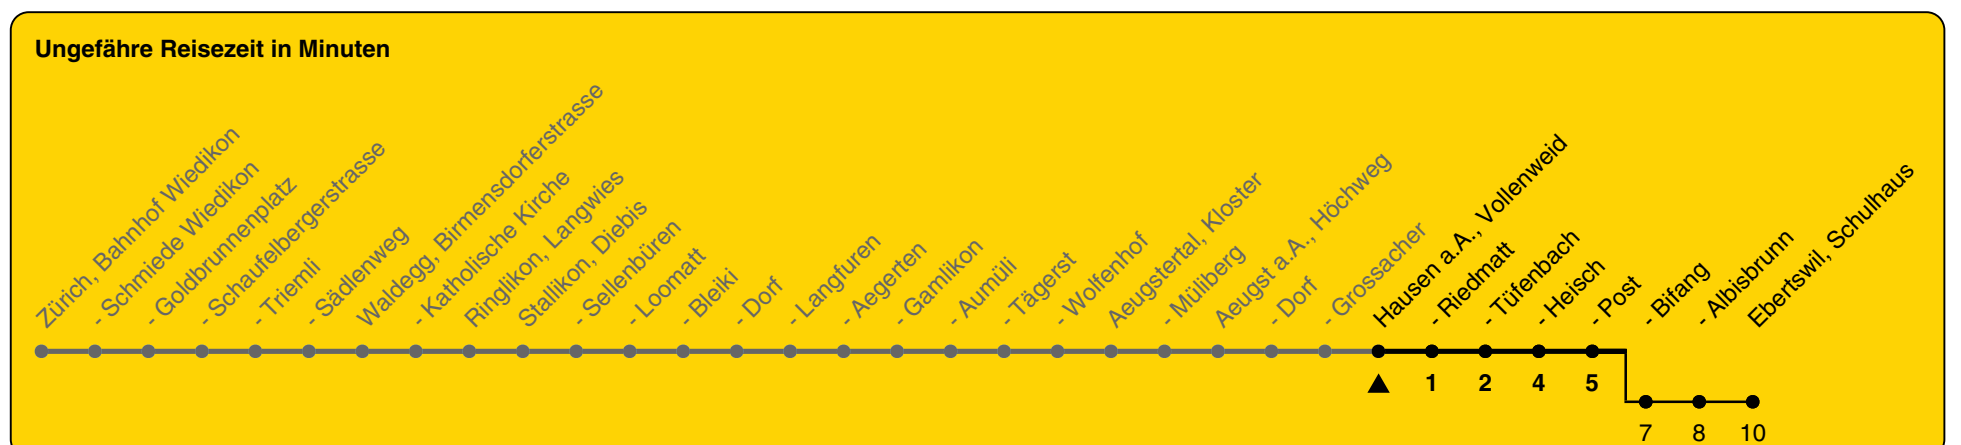 Ungefähre Reisezeit in Minuten
Zürich, Bahnhof Wiedikon
- Schmiede Wiedikon
- Goldbrunnenplatz
- Schaufelbergerstrasse
- Triemli
- Sädlenweg
Waldegg, Birmensdorferstrasse
- Katholische Kirche
Ringlikon, Langwies
Stallikon, Diebis
- Sellenbüren
- Loomatt
- Bleiki
- Dorf
- Langfuren
- Aegerten
- Gamlikon
- Aumüli
- Tägerst
- Wolfenhof
Aeugstertal, Kloster
- Müliberg
Aeugst a.A., Höchweg
- Dorf
- Grossacher
Hausen a.A., Vollenweid
- Riedmatt
- Tüfenbach
- Heisch
- Post
- Bifang
- Albisbrunn
Ebertswil, Schulhaus
1 2 4 5
7 8 10